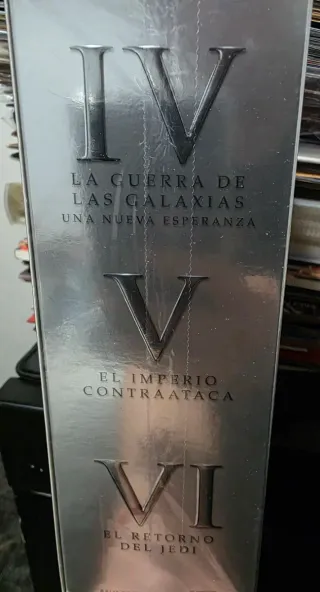 IV
LA GUERRA DE
LAS GALAXIAS
UNA NUEVA ESPERANZA
V
EL IMPERIO
CONTRAATACA
VI
EL RETORNO
DEL JEDI